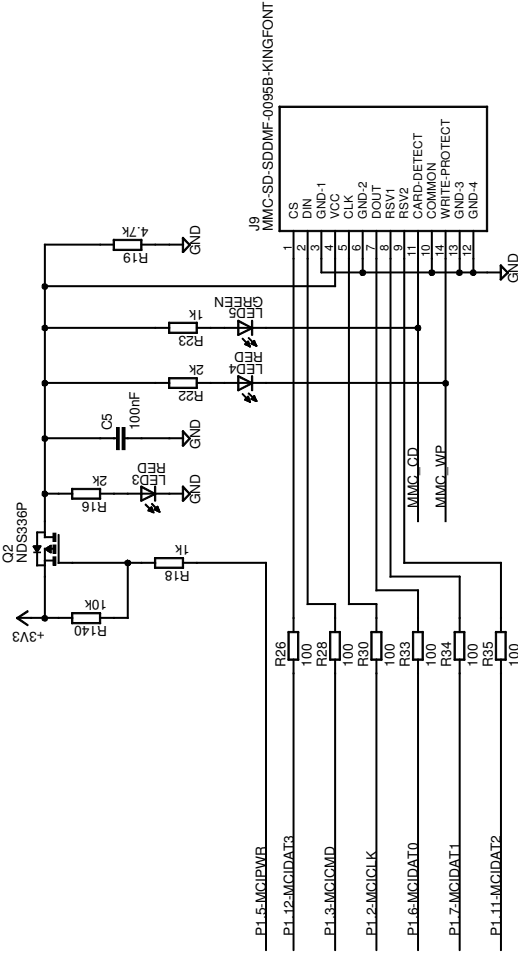 J9
MMC-SD-SDDMF-0095B-KINGFONT
CS
DIN
GND-1
VCC
CLK
GND-2
DOUT
RSV1
RSV2
CARD-DETECT
COMMON
WRITE-PROTECT
GND-3
GND-4
1
2
3
4
5
6
7
8
9
11
10
14
13
12
GND
R19
4.7k
GND
R23
1k
LED5
GREEN
R22
2k
LED4
RED
C5
100nF
GND
R16
2k
LED3
RED
GND
Q2
NDS336P
+3V3
R140
10k
R18
1k
MMC_CD
MMC_WP
R26
100
R28
100
R30
100
R33
100
R34
100
R35
100
P1.5-MCIPWR
P1.12-MCIDAT3
P1.3-MCICMD
P1.2-MCICLK
P1.6-MCIDAT0
P1.7-MCIDAT1
P1.11-MCIDAT2